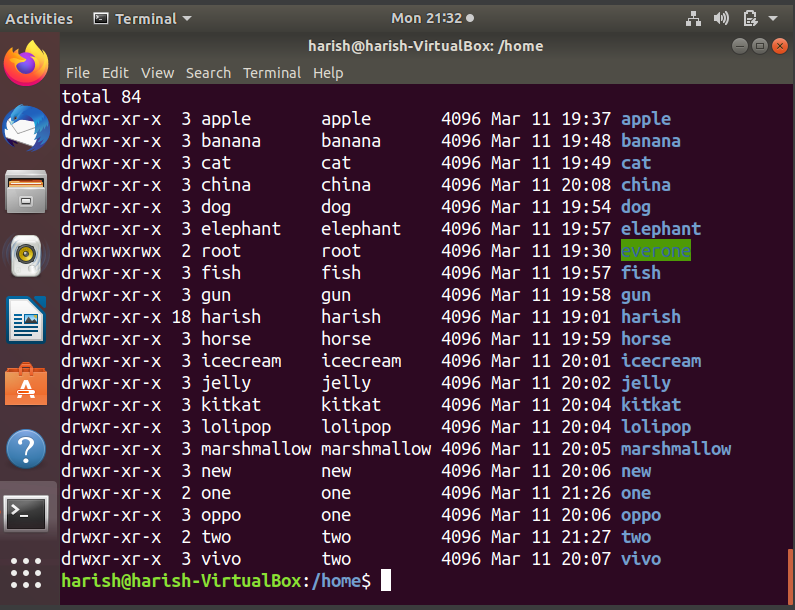 Activities Terminal Mon 21:32
harish@harish-VirtualBox: /home
File Edit View Search Terminal Help
total 84
drwxr-xr-x  3 apple       apple       4096 Mar 11 19:37 apple
drwxr-xr-x  3 banana      banana      4096 Mar 11 19:48 banana
drwxr-xr-x  3 cat         cat         4096 Mar 11 19:49 cat
drwxr-xr-x  3 china       china       4096 Mar 11 20:08 china
drwxr-xr-x  3 dog         dog         4096 Mar 11 19:54 dog
drwxr-xr-x  3 elephant    elephant    4096 Mar 11 19:57 elephant
drwxrwxrwx  2 root        root        4096 Mar 11 19:30 everone
drwxr-xr-x  3 fish        fish        4096 Mar 11 19:57 fish
drwxr-xr-x  3 gun         gun         4096 Mar 11 19:58 gun
drwxr-xr-x 18 harish      harish      4096 Mar 11 19:01 harish
drwxr-xr-x  3 horse       horse       4096 Mar 11 19:59 horse
drwxr-xr-x  3 icecream    icecream    4096 Mar 11 20:01 icecream
drwxr-xr-x  3 jelly       jelly       4096 Mar 11 20:02 jelly
drwxr-xr-x  3 kitkat      kitkat      4096 Mar 11 20:04 kitkat
drwxr-xr-x  3 lolipop     lolipop     4096 Mar 11 20:04 lolipop
drwxr-xr-x  3 marshmallow marshmallow 4096 Mar 11 20:05 marshmallow
drwxr-xr-x  3 new         new         4096 Mar 11 20:06 new
drwxr-xr-x  2 one         one         4096 Mar 11 21:26 one
drwxr-xr-x  3 oppo        one         4096 Mar 11 20:06 oppo
drwxr-xr-x  2 two         two         4096 Mar 11 21:27 two
drwxr-xr-x  3 vivo        two         4096 Mar 11 20:07 vivo
harish@harish-VirtualBox:/home$